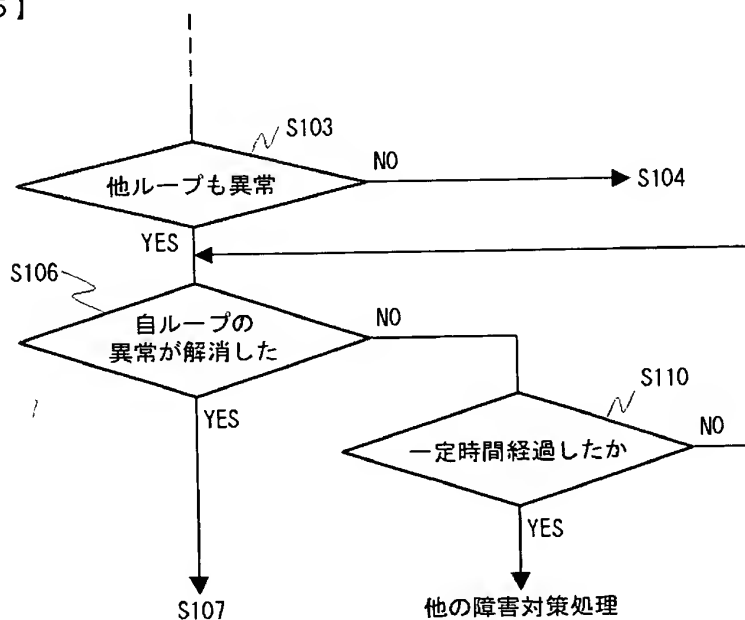 】
S103
他ループも異常
NO
S104
YES
S106
自ループの
異常が解消した
NO
YES
S110
一定時間経過したか
NO
YES
S107
他の障害対策処理